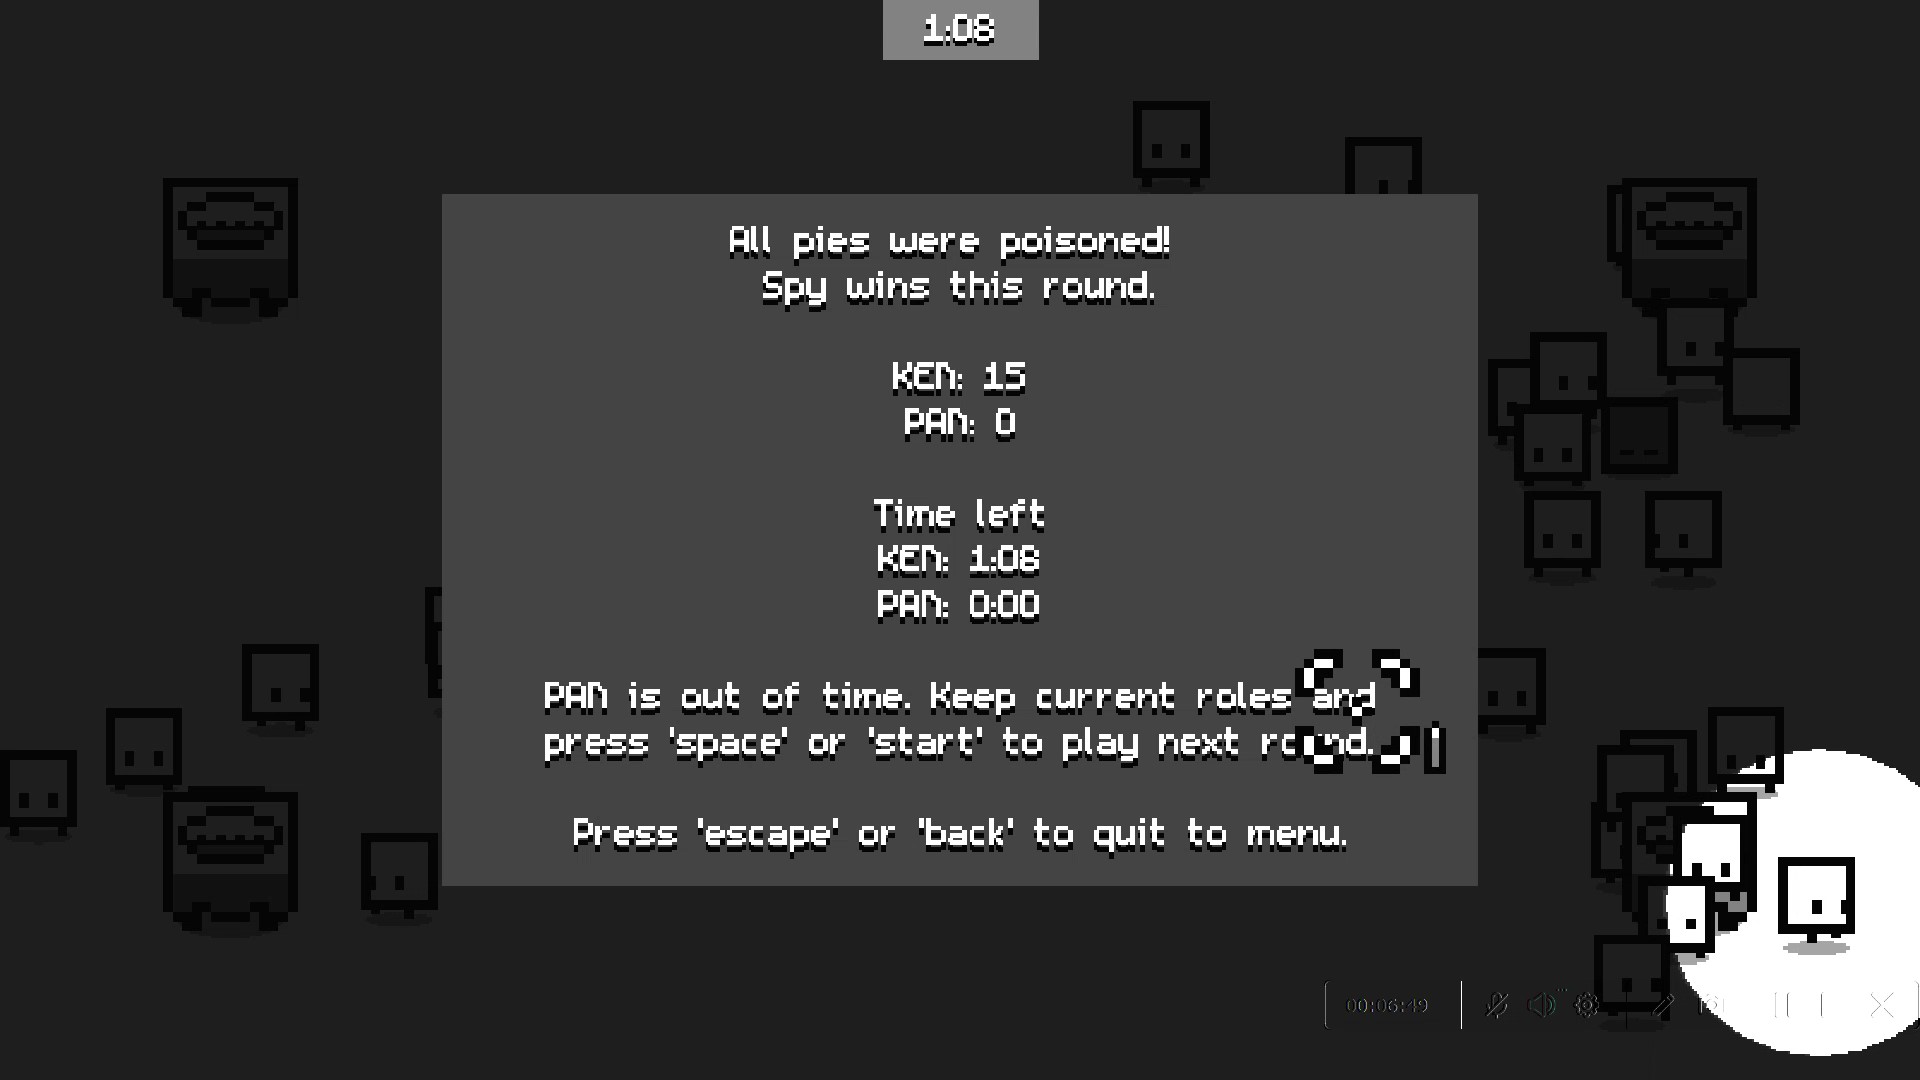 1:08
All pies were poisoned!
Spy wins this round.
KEN: 15
PAN: 0
Time left
KEN: 1:08
PAN: 0:00
PAN is out of time. Keep current roles and
press 'space' or 'start' to play next round.
Press 'escape' or 'back' to quit to menu.
00:06:49